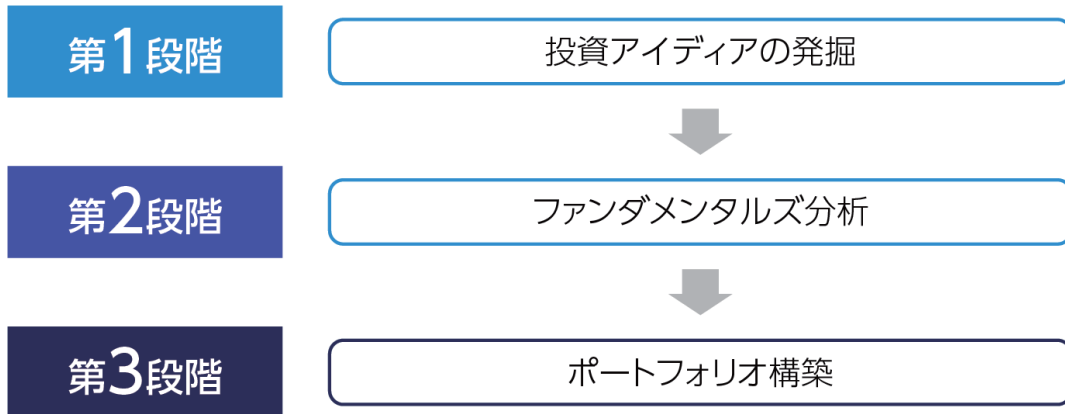 第1段階
投資アイディアの発掘
第2段階
ファンダメンタルズ分析
第3段階
ポートフォリオ構築